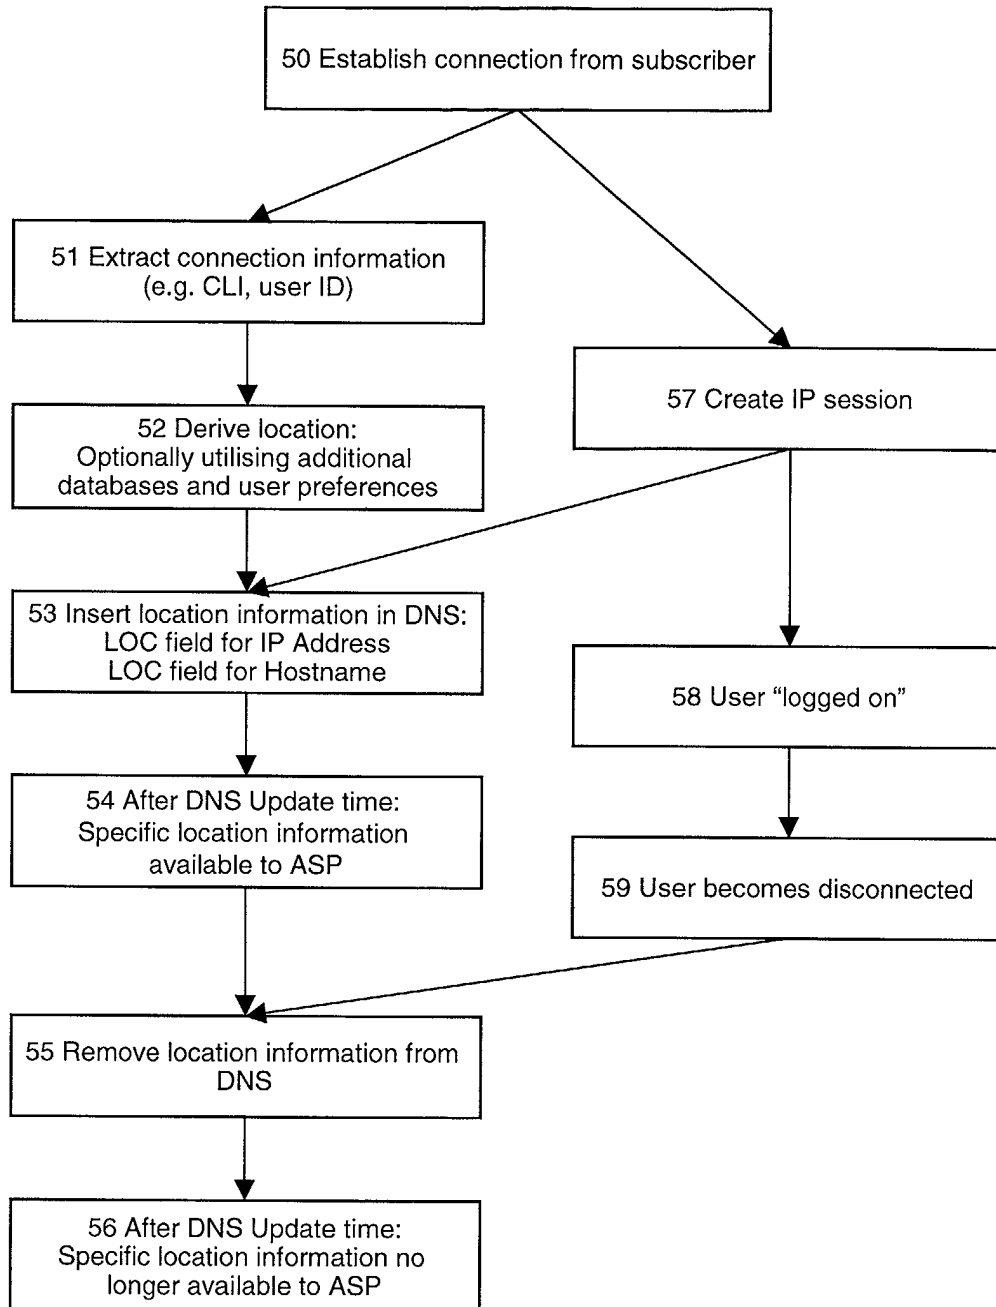 50 Establish connection from subscriber
51 Extract connection information
(e.g. CLI, user ID)
52 Derive location:
Optionally utilising additional
databases and user preferences
57 Create IP session
53 Insert location information in DNS:
LOC field for IP Address
LOC field for Hostname
58 User “logged on”
54 After DNS Update time:
Specific location information
available to ASP
59 User becomes disconnected
55 Remove location information from
DNS
56 After DNS Update time:
Specific location information no
longer available to ASP